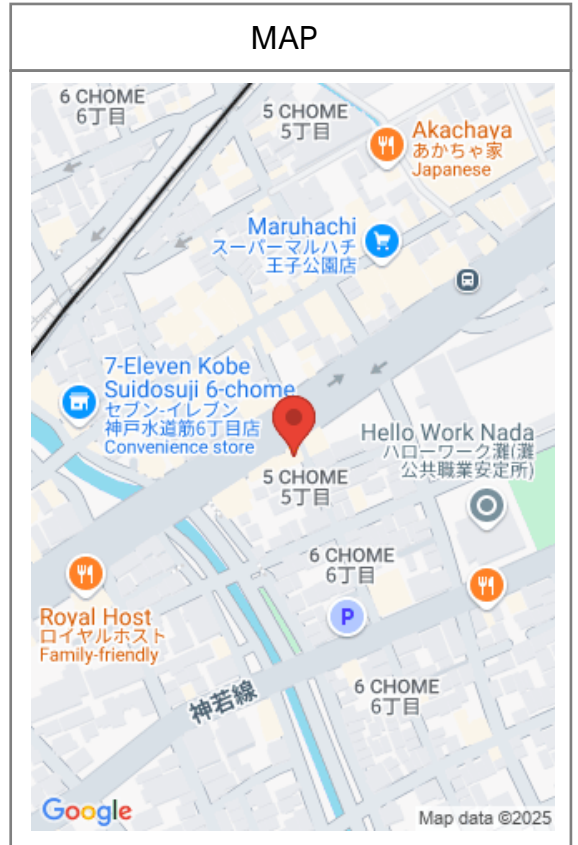 MAP
6 CHOME
6丁目
5 CHOME
5丁目
Akachaya
あかちゃ家
Japanese
Maruhachi
スーパーマルハチ
王子公園店
7-Eleven Kobe
Suidosuji 6-chome
セブン-イレブン
神戸水道筋6丁目店
Convenience store
Hello Work Nada
ハローワーク灘(灘
公共職業安定所)
5 CHOME
5丁目
6 CHOME
6丁目
P
Royal Host
ロイヤルホスト
Family-friendly
6 CHOME
6丁目
神若線
Google
Map data ©2025